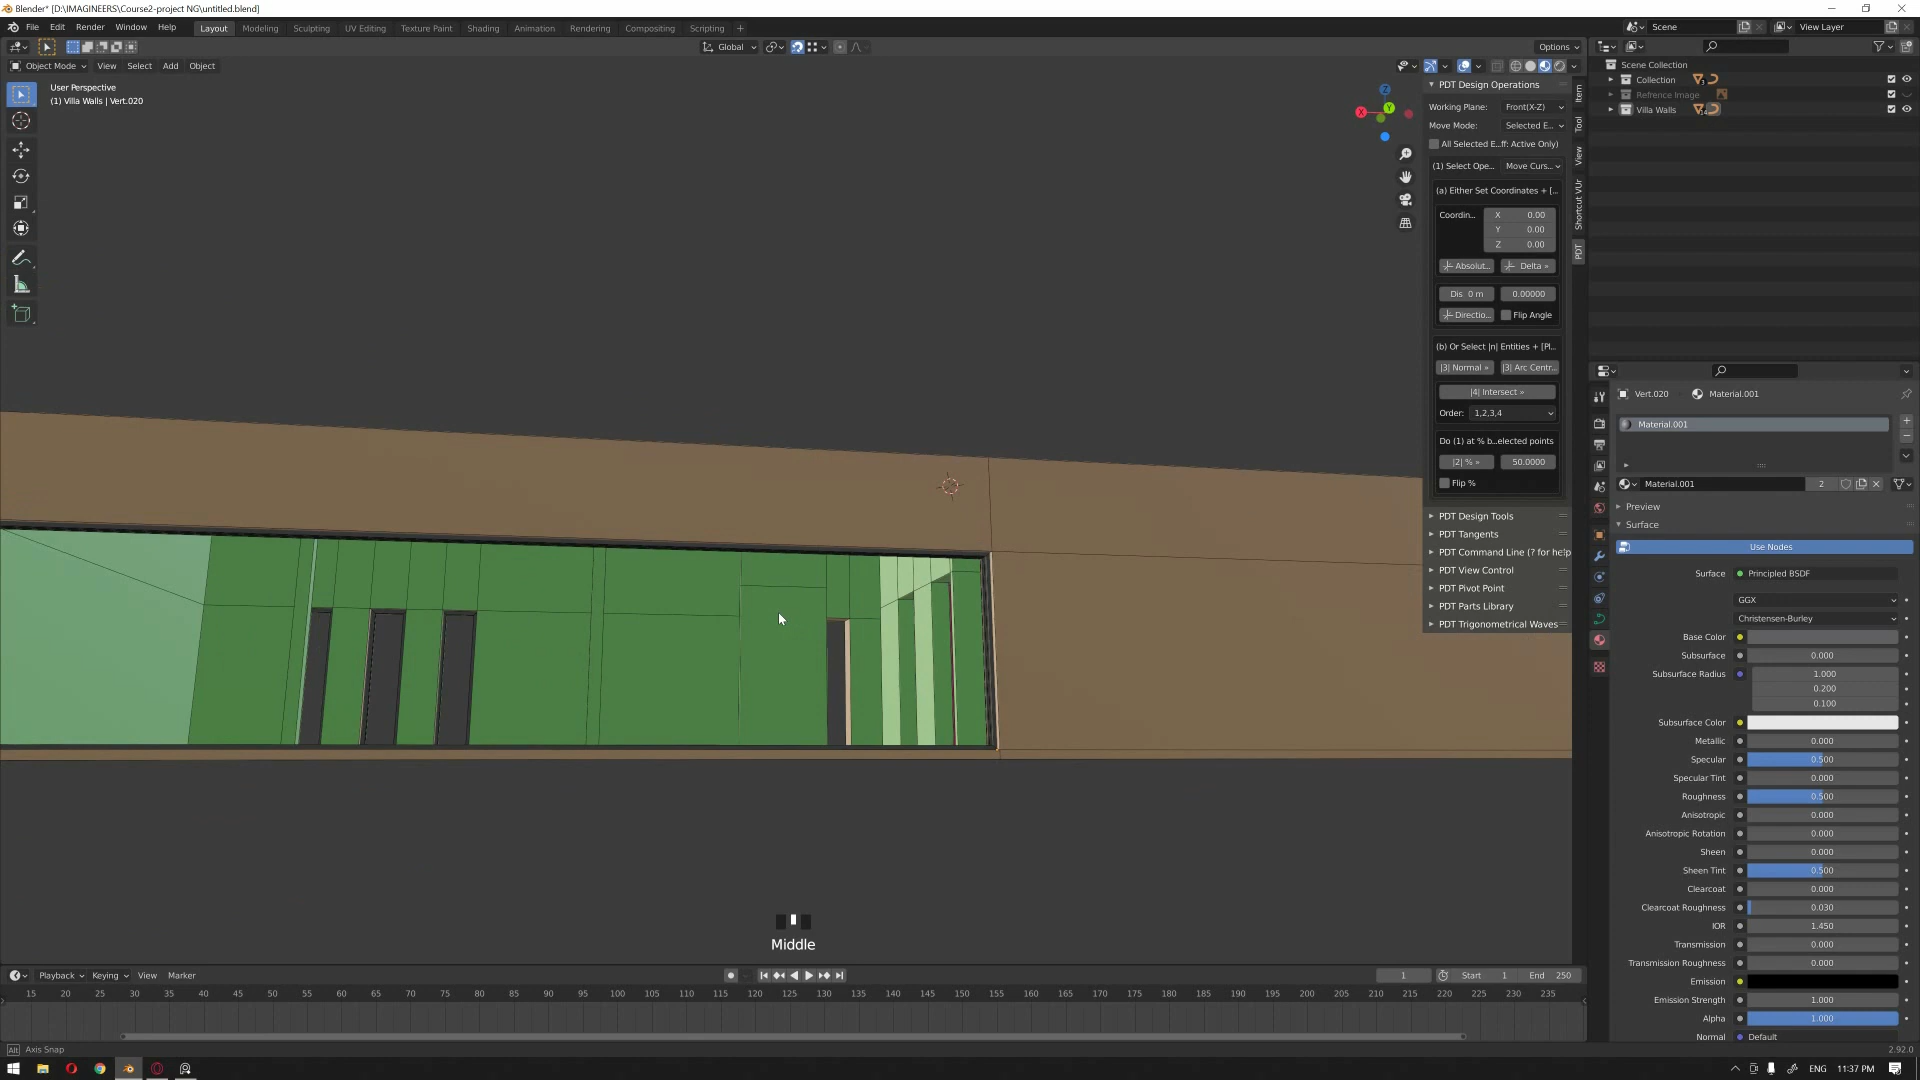 Blender* [D:\IMAGINEERS\Course2-project NG\untitled.blend]
File Edit Render Window Help
Layout Modeling Sculpting UV Editing Texture Paint Shading Animation Rendering Compositing Scripting +
Scene
View Layer
Global
Options
Object Mode View Select Add Object
User Perspective
(1) Villa Walls | Vert.020
X Y Z
PDT Design Operations
Working Plane: Front(X-Z)
Move Mode: Selected E...
All Selected E...ff: Active Only)
(1) Select Ope... Move Curs...
(a) Either Set Coordinates + [...
Coordin... X 0.00
Y 0.00
Z 0.00
Absolut... Delta »
Dis 0 m 0.00000
Directio... Flip Angle
(b) Or Select |n| Entities + [Pl...
|3| Normal » |3| Arc Centr...
|4| Intersect »
Order: 1,2,3,4
Do (1) at % b...elected points
|2| % » 50.0000
Flip %
PDT Design Tools
PDT Tangents
PDT Command Line (? for help
PDT View Control
PDT Pivot Point
PDT Parts Library
PDT Trigonometrical Waves
Item
Tool
View
Shortcut VUr
PDT
Scene Collection
Collection
Refrence Image
Villa Walls
Vert.020 Material.001
Material.001
Material.001 2
Preview
Surface
Use Nodes
Surface Principled BSDF
GGX
Christensen-Burley
Base Color
Subsurface 0.000
Subsurface Radius 1.000
0.200
0.100
Subsurface Color
Metallic 0.000
Specular 0.500
Specular Tint 0.000
Roughness 0.500
Anisotropic 0.000
Anisotropic Rotation 0.000
Sheen 0.000
Sheen Tint 0.500
Clearcoat 0.000
Clearcoat Roughness 0.030
IOR 1.450
Transmission 0.000
Transmission Roughness 0.000
Emission
Emission Strength 1.000
Alpha 1.000
Normal Default
Middle
Playback Keying View Marker
1 Start 1 End 250
15 20 25 30 35 40 45 50 55 60 65 70 75 80 85 90 95 100 105 110 115 120 125 130 135 140 145 150 155 160 165 170 175 180 185 190 195 200 205 210 215 220 225 230 235
Alt Axis Snap
2.92.0
ENG 11:37 PM